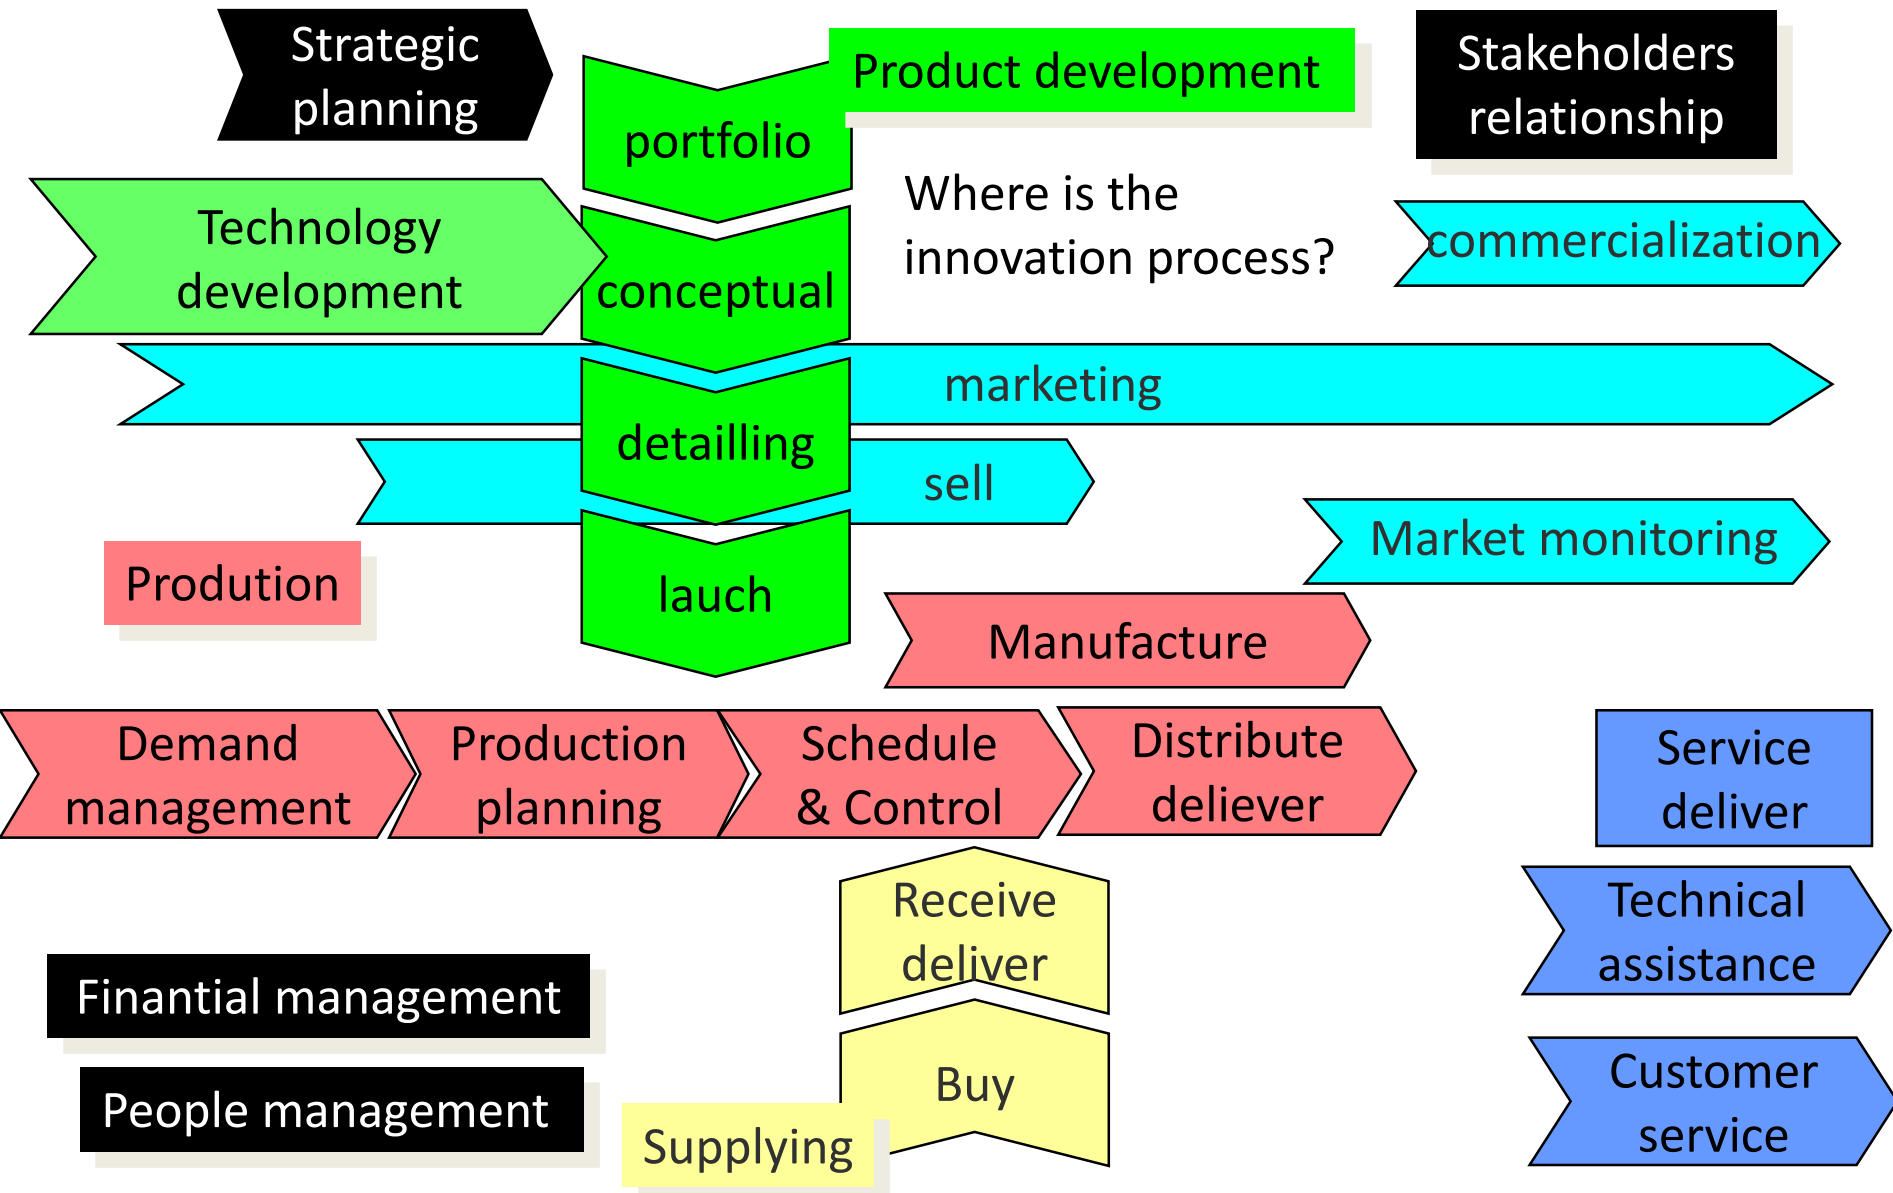 Strategic
planning
Product development
Stakeholders
relationship
portfolio
Where is the
innovation process?
Technology
development
commercialization
conceptual
marketing
detailling
sell
Market monitoring
Prodution
lauch
Manufacture
Demand
management
Production
planning
Schedule
& Control
Distribute
deliever
Service
deliver
Receive
deliver
Technical
assistance
Finantial management
People management
Buy
Supplying
Customer
service